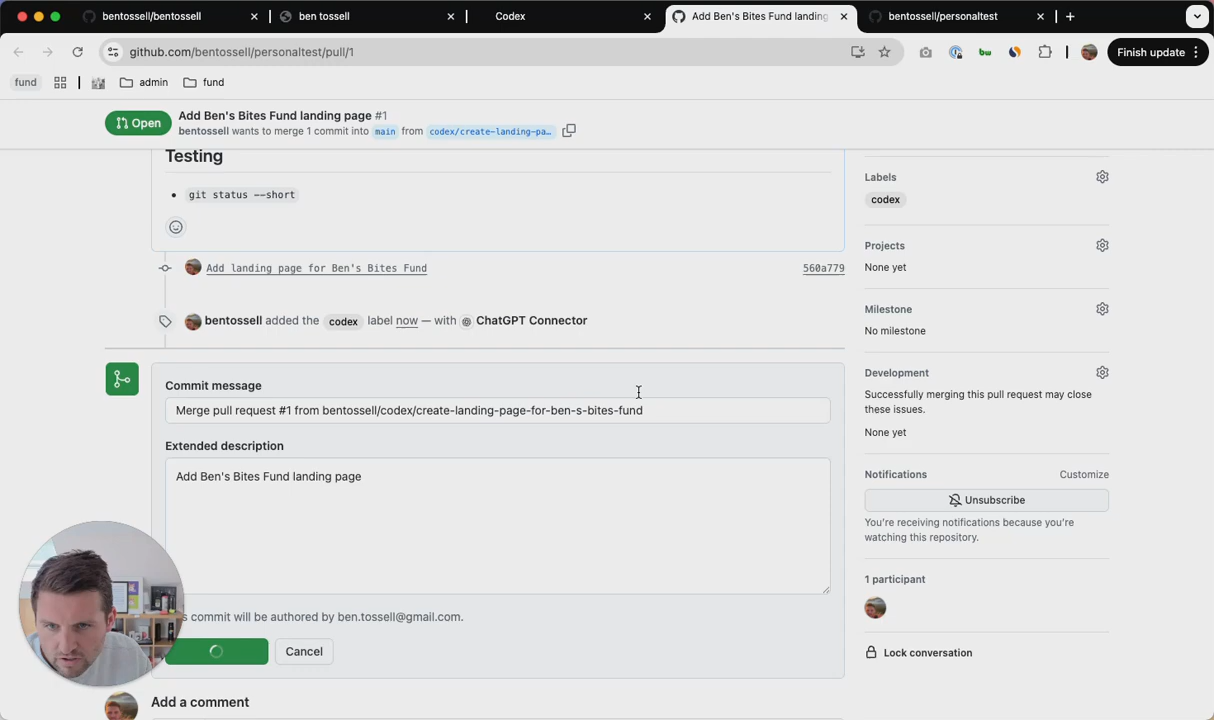 bentossell/bentossell
ben tossell
Codex
Add Ben's Bites Fund landing
bentossell/personaltest
github.com/bentossell/personaltest/pull/1
Finish update
fund
admin
fund
Open
Add Ben's Bites Fund landing page #1
bentossell wants to merge 1 commit into main from codex/create-landing-pa…
Testing
git status --short
Add landing page for Ben's Bites Fund
560a779
bentossell added the codex label now — with ChatGPT Connector
Commit message
Merge pull request #1 from bentossell/codex/create-landing-page-for-ben-s-bites-fund
Extended description
Add Ben's Bites Fund landing page
s commit will be authored by ben.tossell@gmail.com.
Cancel
Add a comment
Labels
codex
Projects
None yet
Milestone
No milestone
Development
Successfully merging this pull request may close
these issues.
None yet
Notifications
Customize
Unsubscribe
You're receiving notifications because you're
watching this repository.
1 participant
Lock conversation